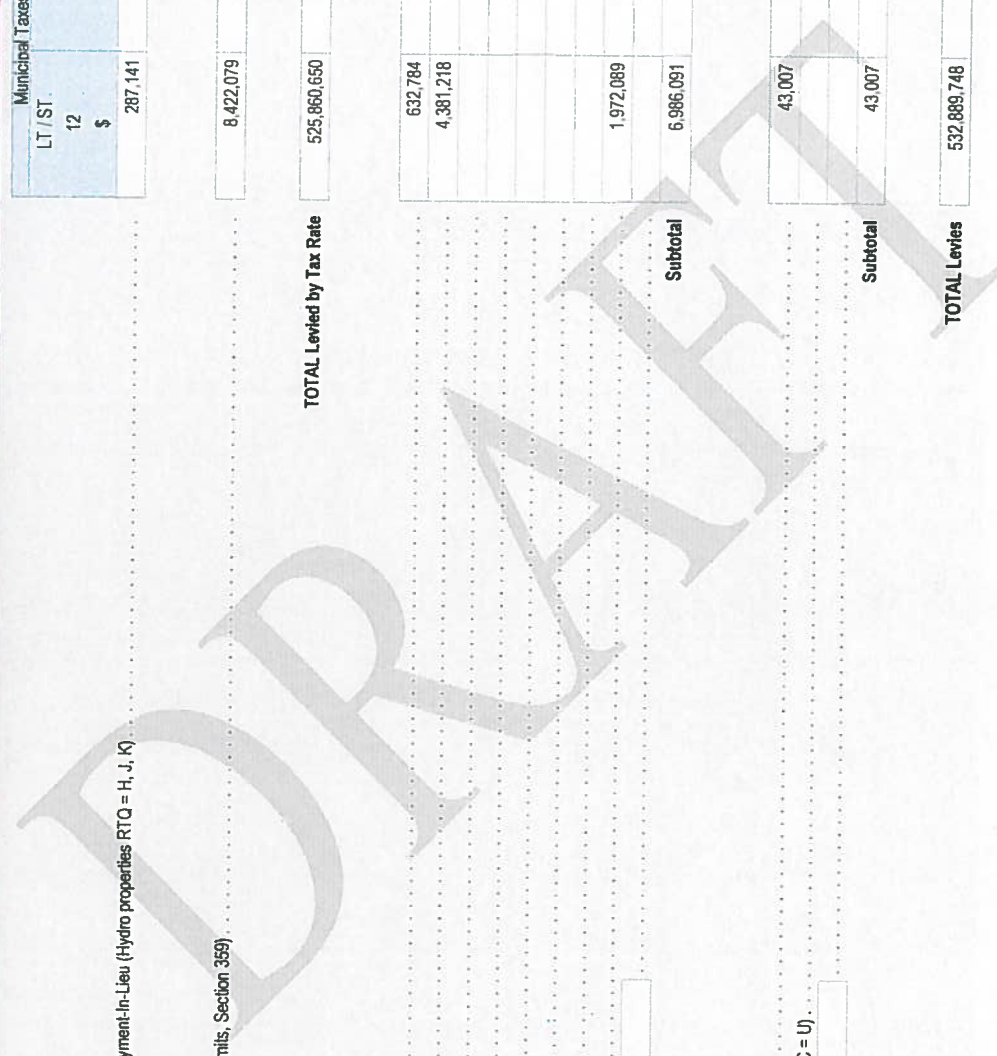 Municipal Taxes
LT / ST
12
$
yment-In-Lieu (Hydro properties RTQ = H, J, K) 287,141
mits, Section 359) 8,422,079
TOTAL Levied by Tax Rate 525,860,650
632,784
4,381,218
1,972,089
Subtotal 6,986,091
C = U) . 43,007
Subtotal 43,007
TOTAL Levies 532,889,748
DRAFT